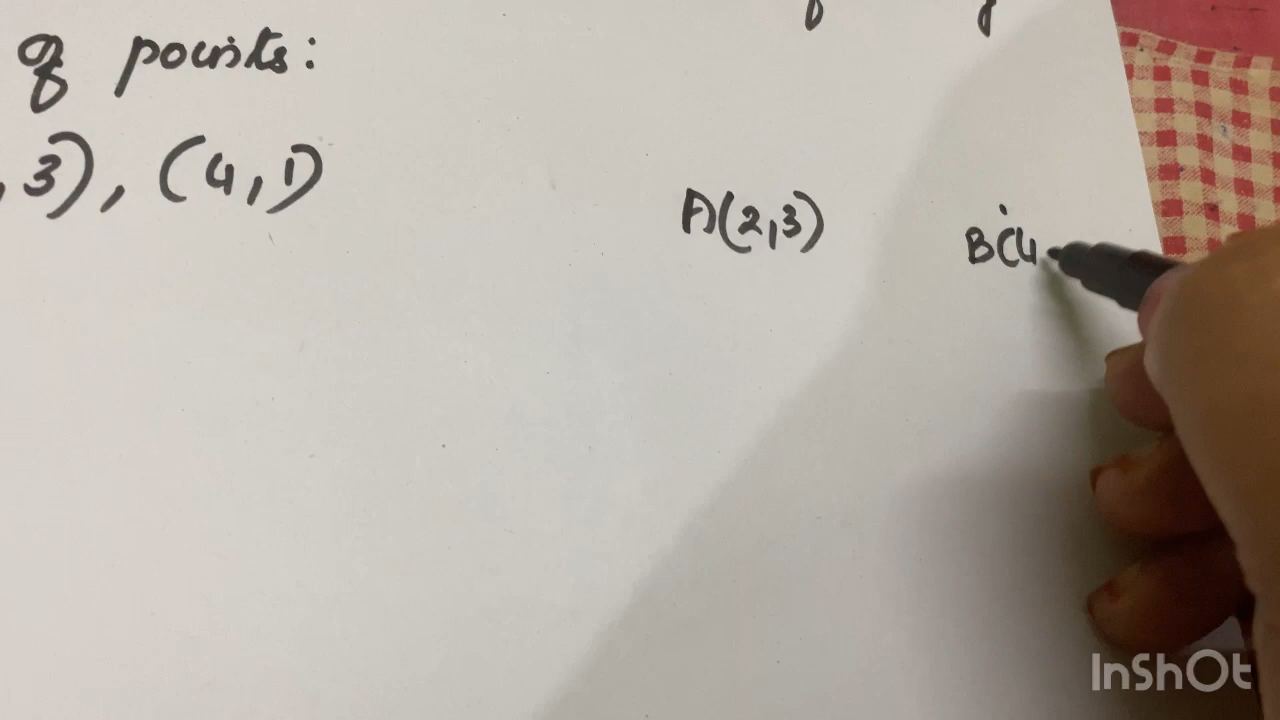 of points:
, 3), (4,1)
A(2,3) B(4
InShOt